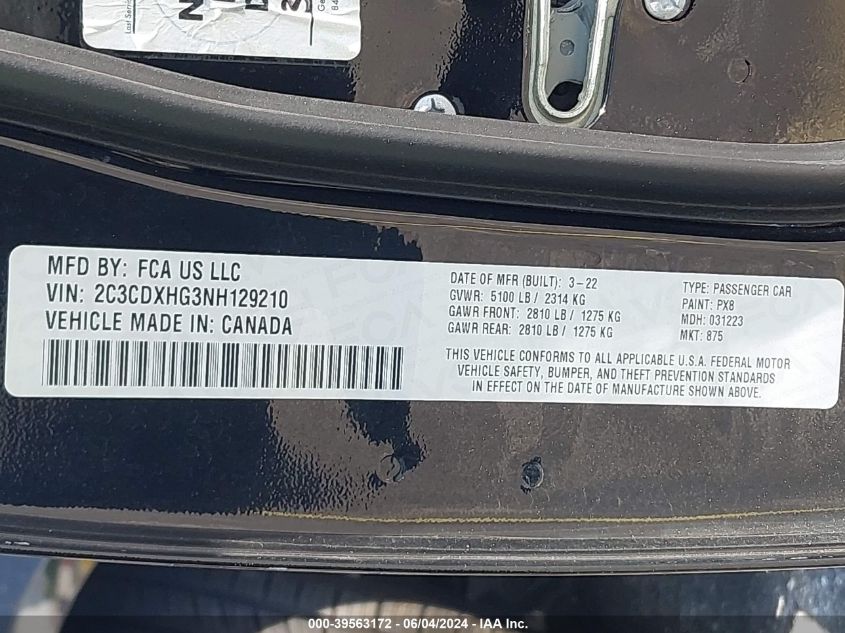 Last Servi
MFD BY: FCA US LLC
VIN: 2C3CDXHG3NH129210
VEHICLE MADE IN: CANADA
DATE OF MFR (BUILT): 3-22
GVWR: 5100 LB / 2314 KG
GAWR FRONT: 2810 LB / 1275 KG
GAWR REAR: 2810 LB / 1275 KG
TYPE: PASSENGER CAR
PAINT: PX8
MDH: 031223
MKT: 875
THIS VEHICLE CONFORMS TO ALL APPLICABLE U.S.A. FEDERAL MOTOR
VEHICLE SAFETY, BUMPER, AND THEFT PREVENTION STANDARDS
IN EFFECT ON THE DATE OF MANUFACTURE SHOWN ABOVE.
000-39563172 - 06/04/2024 - IAA Inc.